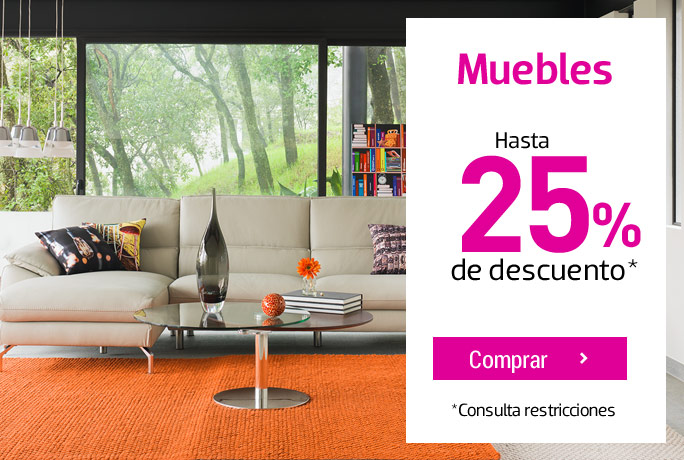 Muebles
Hasta
25%
de descuento*
Comprar >
*Consulta restricciones